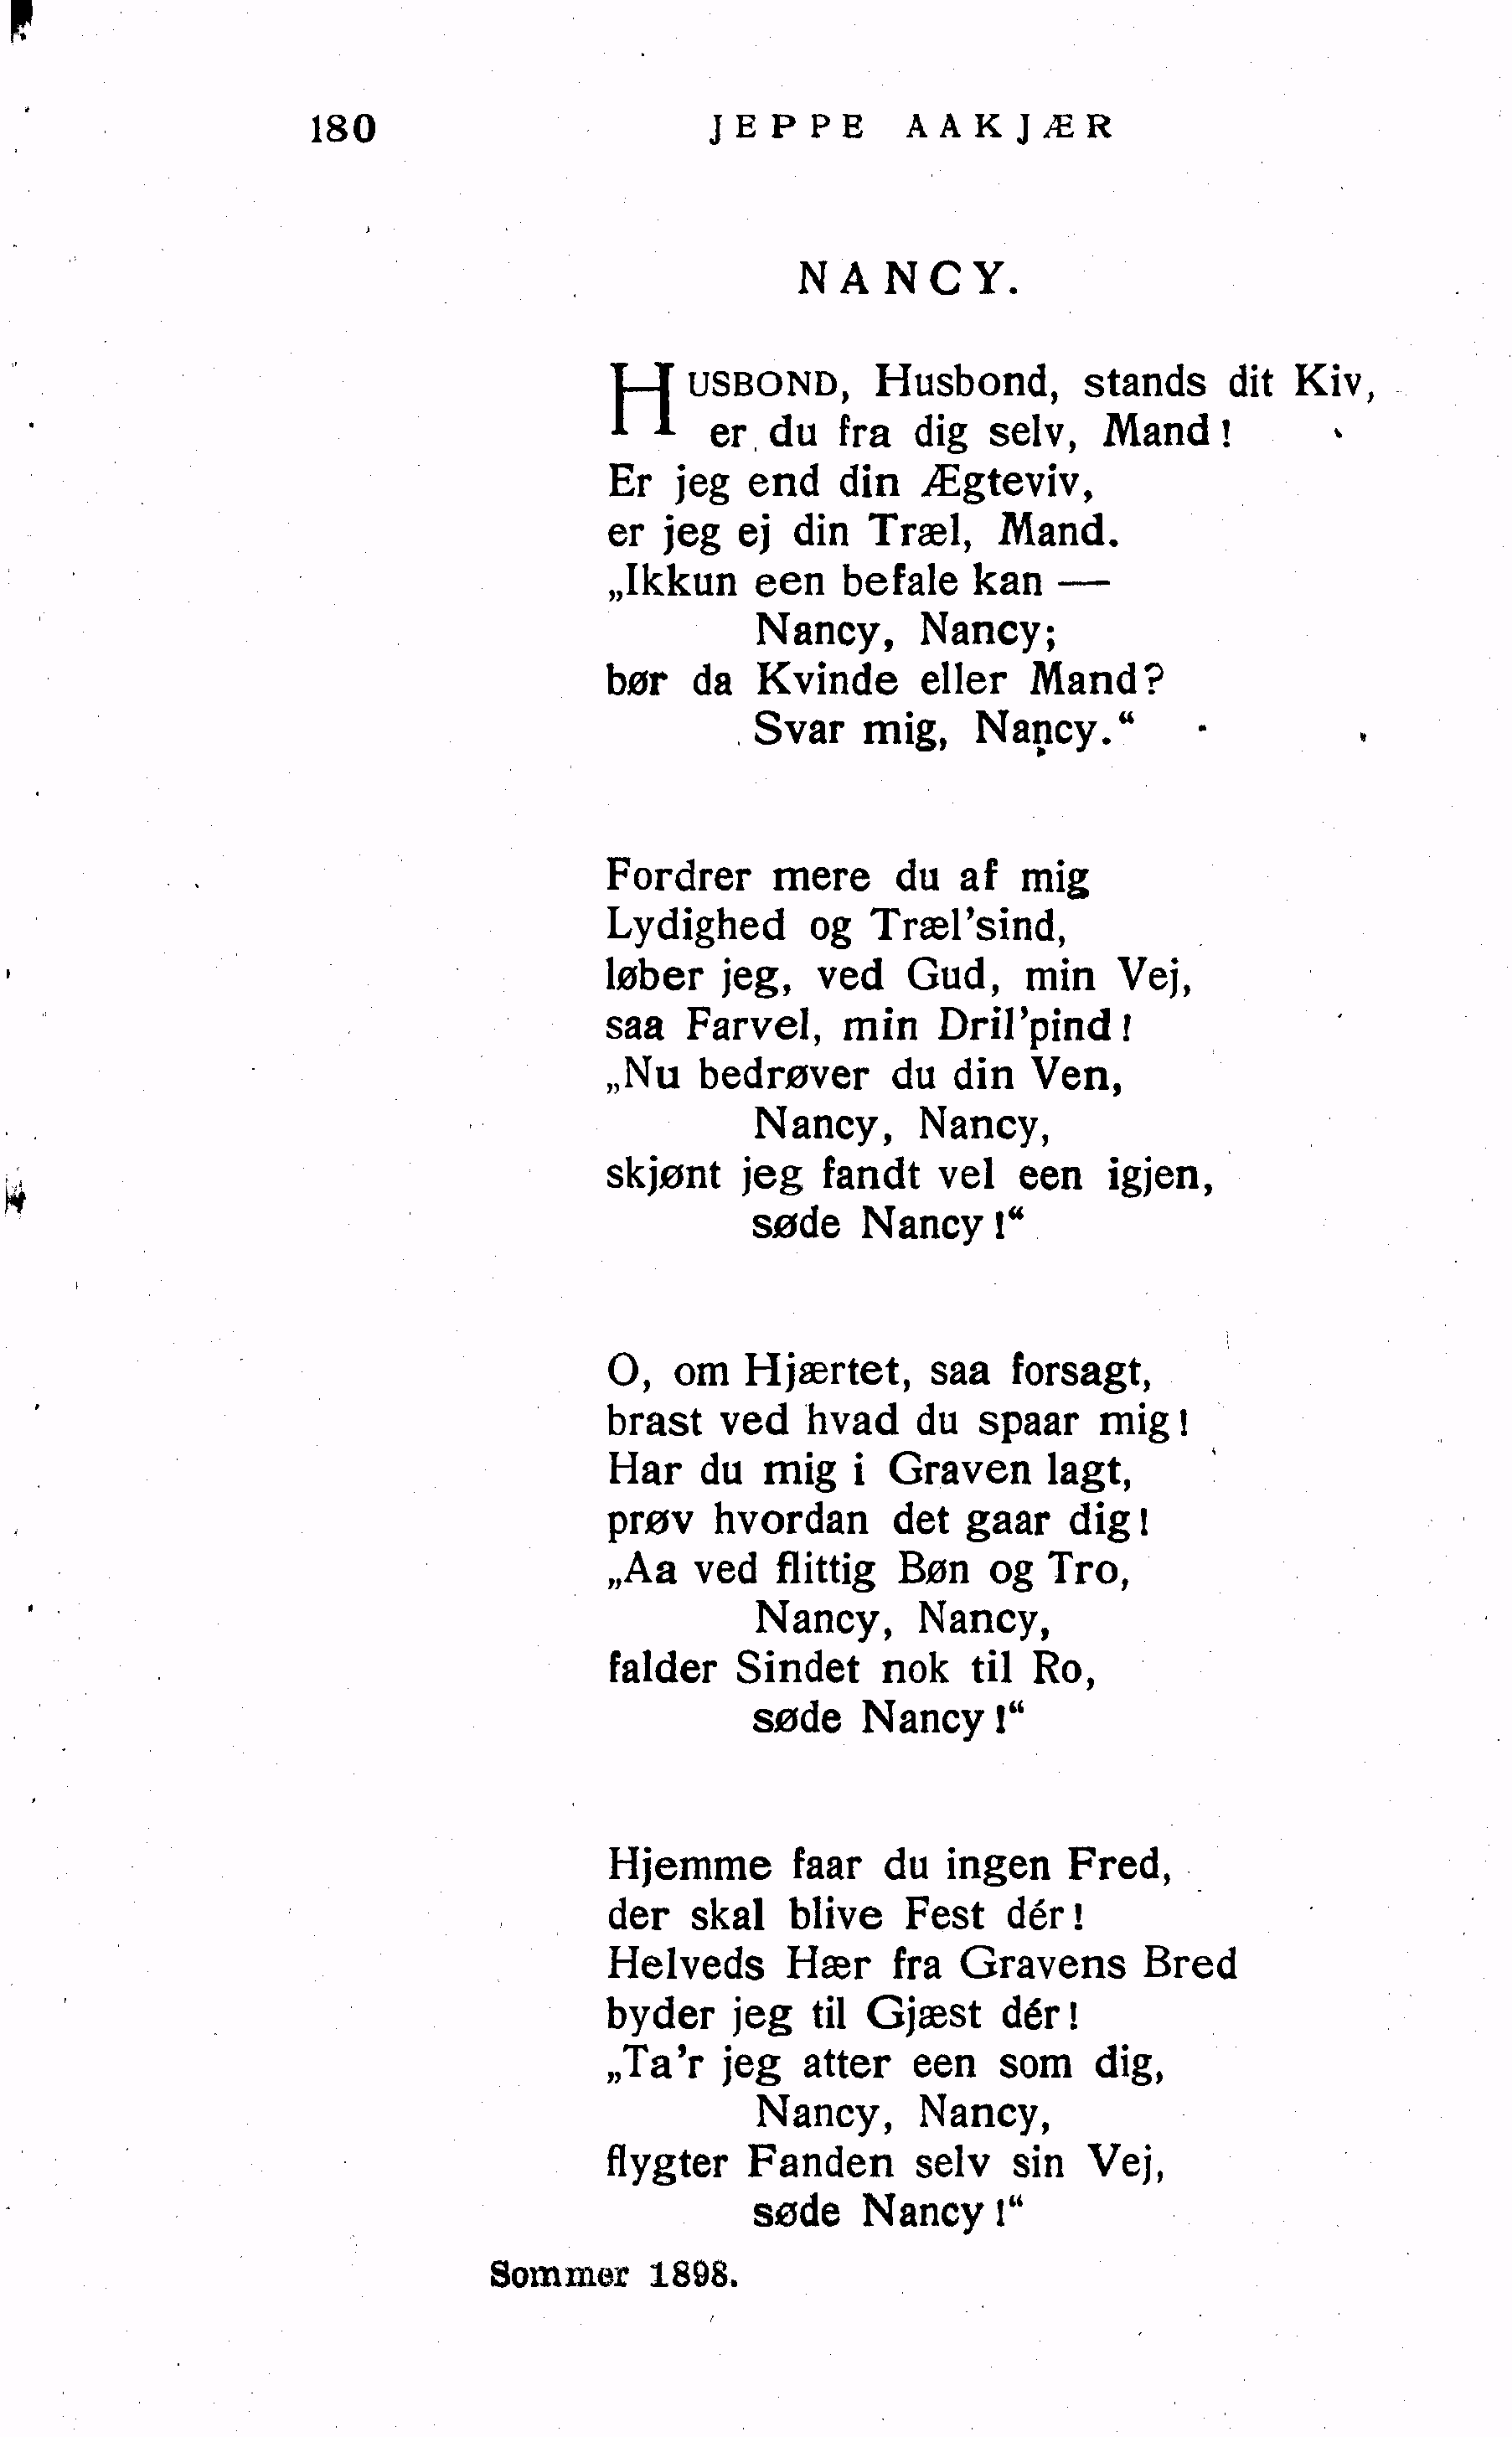 180 JEPPE AAKJÆR
NANCY.
HUSBOND, Husbond, stands dit Kiv,
er du fra dig selv, Mand!
Er jeg end din Ægteviv,
er jeg ej din Træl, Mand.
„Ikkun een befale kan —
Nancy, Nancy;
bør da Kvinde eller Mand?
Svar mig, Nancy.“
Fordrer mere du af mig
Lydighed og Træl'sind,
løber jeg, ved Gud, min Vej,
saa Farvel, min Dril'pind!
„Nu bedrøver du din Ven,
Nancy, Nancy,
skjønt jeg fandt vel een igjen,
søde Nancy!“
O, om Hjærtet, saa forsagt,
brast ved hvad du spaar mig!
Har du mig i Graven lagt,
prøv hvordan det gaar dig!
„Aa ved flittig Bøn og Tro,
Nancy, Nancy,
falder Sindet nok til Ro,
søde Nancy!“
Hjemme faar du ingen Fred,
der skal blive Fest dér!
Helveds Hær fra Gravens Bred
byder jeg til Gjæst dér!
„Ta'r jeg atter een som dig,
Nancy, Nancy,
flygter Fanden selv sin Vej,
søde Nancy!“
Sommer 1898.